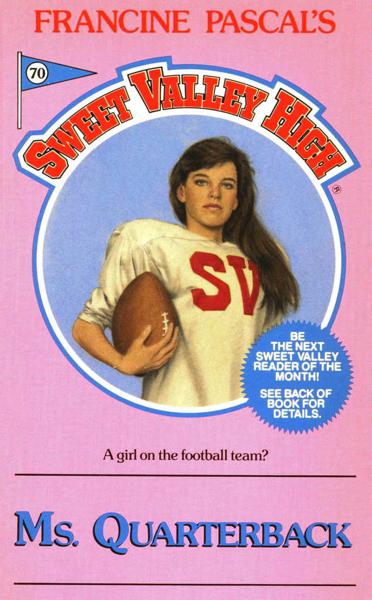 FRANCINE PASCAL'S
70
SWEET VALLEY HIGH
®
SV
BE
THE NEXT
SWEET VALLEY
READER OF THE
MONTH!
SEE BACK OF
BOOK FOR
DETAILS.
A girl on the football team?
MS. QUARTERBACK